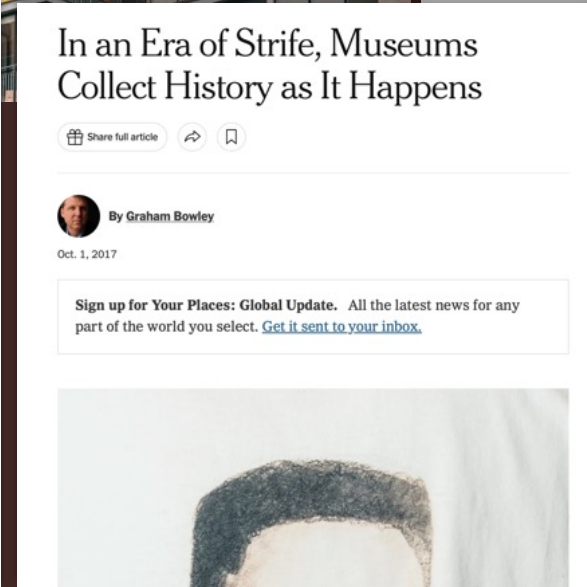 In an Era of Strife, Museums
Collect History as It Happens
Share full article
By Graham Bowley
Oct. 1, 2017
Sign up for Your Places: Global Update. All the latest news for any
part of the world you select. Get it sent to your inbox.